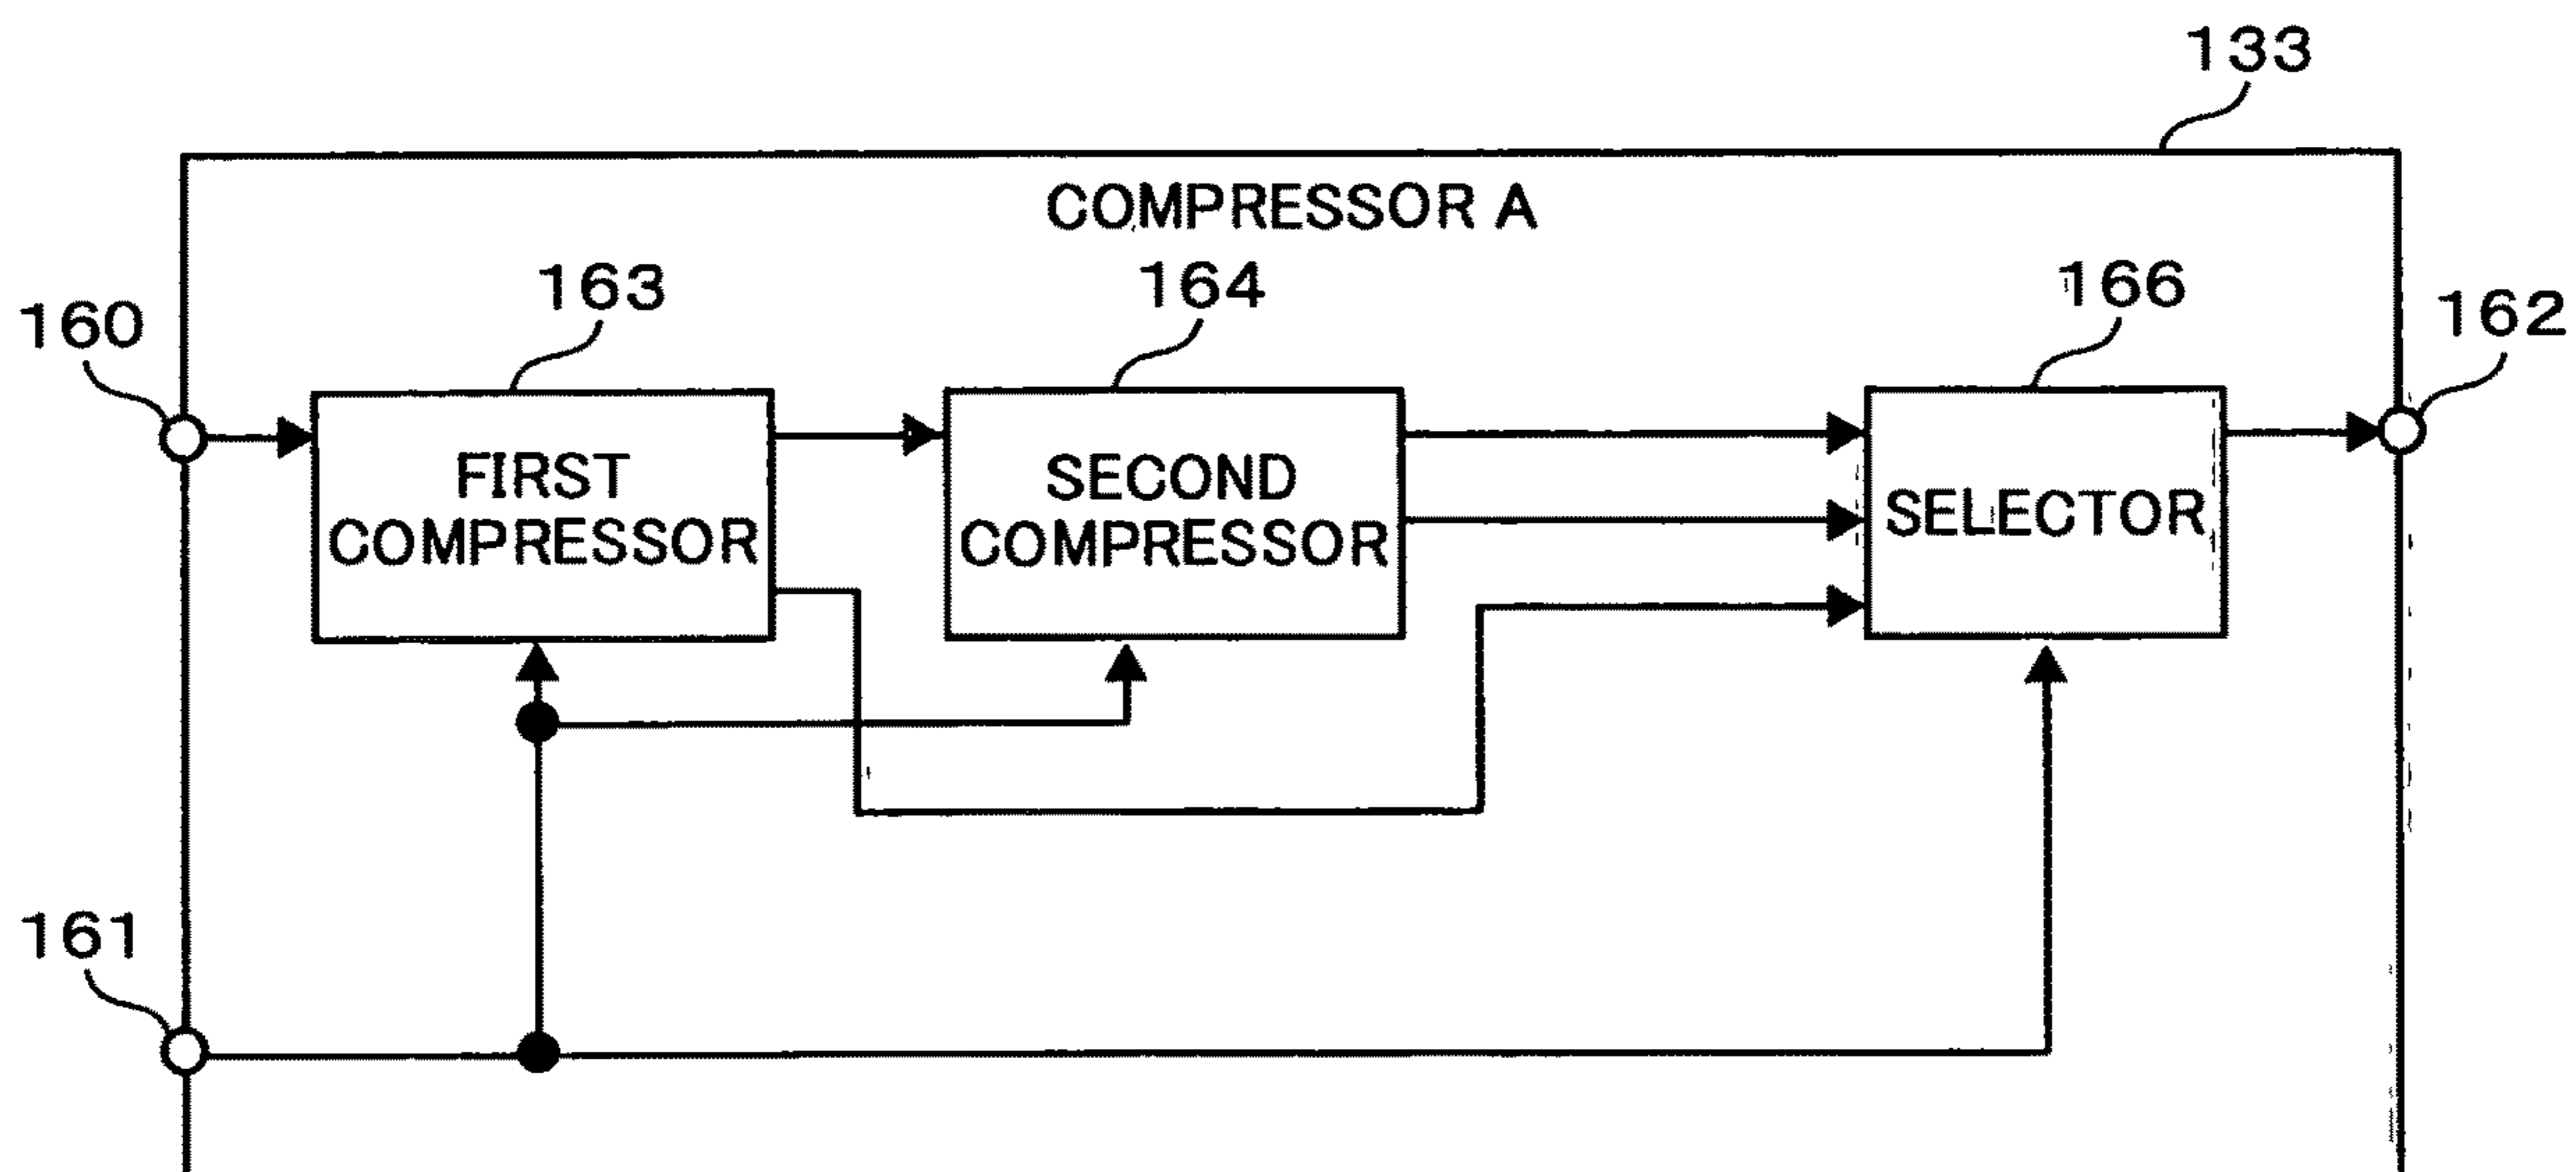 133
COMPRESSOR A
160
163
164
166
162
FIRST
COMPRESSOR
SECOND
COMPRESSOR
SELECTOR
161